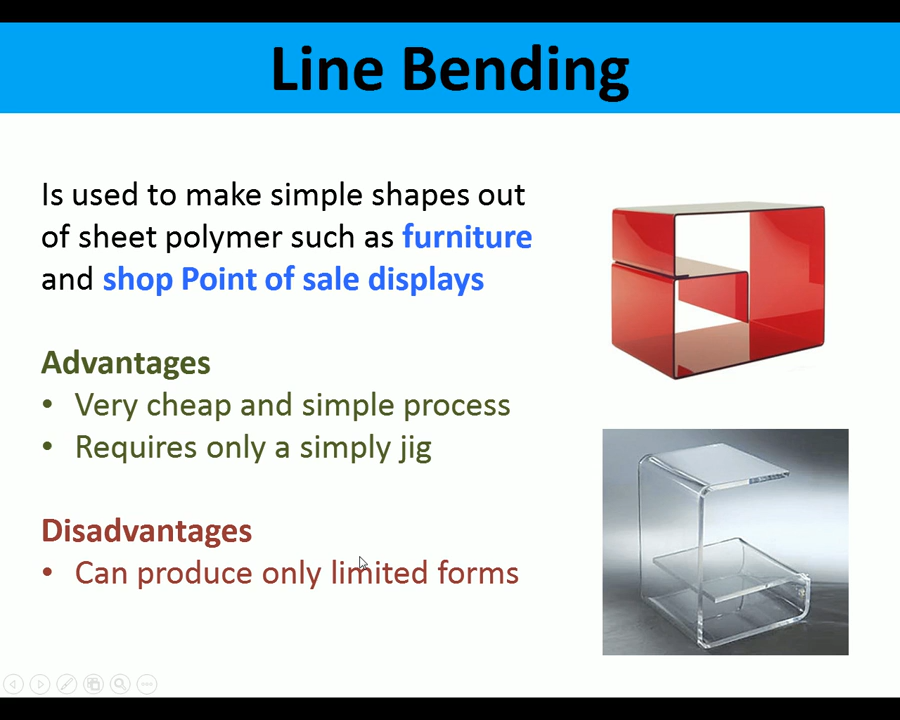 Line Bending
Is used to make simple shapes out
of sheet polymer such as furniture
and shop Point of sale displays
Advantages
• Very cheap and simple process
• Requires only a simply jig
Disadvantages
• Can produce only limited forms